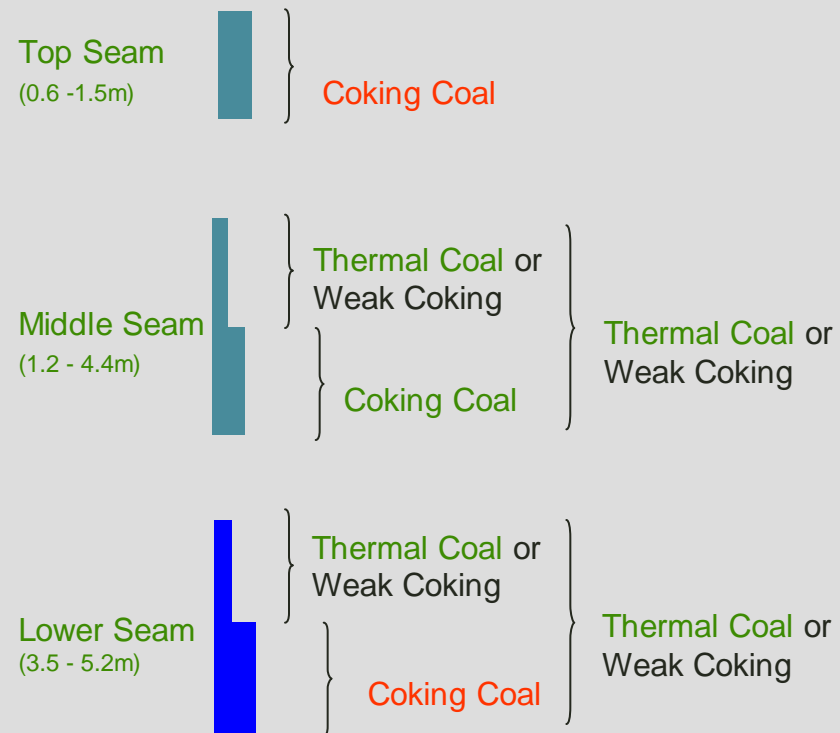 Top Seam
(0.6 -1.5m)
Coking Coal
Middle Seam
(1.2 - 4.4m)
Thermal Coal or
Weak Coking
Coking Coal
Thermal Coal or
Weak Coking
Lower Seam
(3.5 - 5.2m)
Thermal Coal or
Weak Coking
Coking Coal
Thermal Coal or
Weak Coking